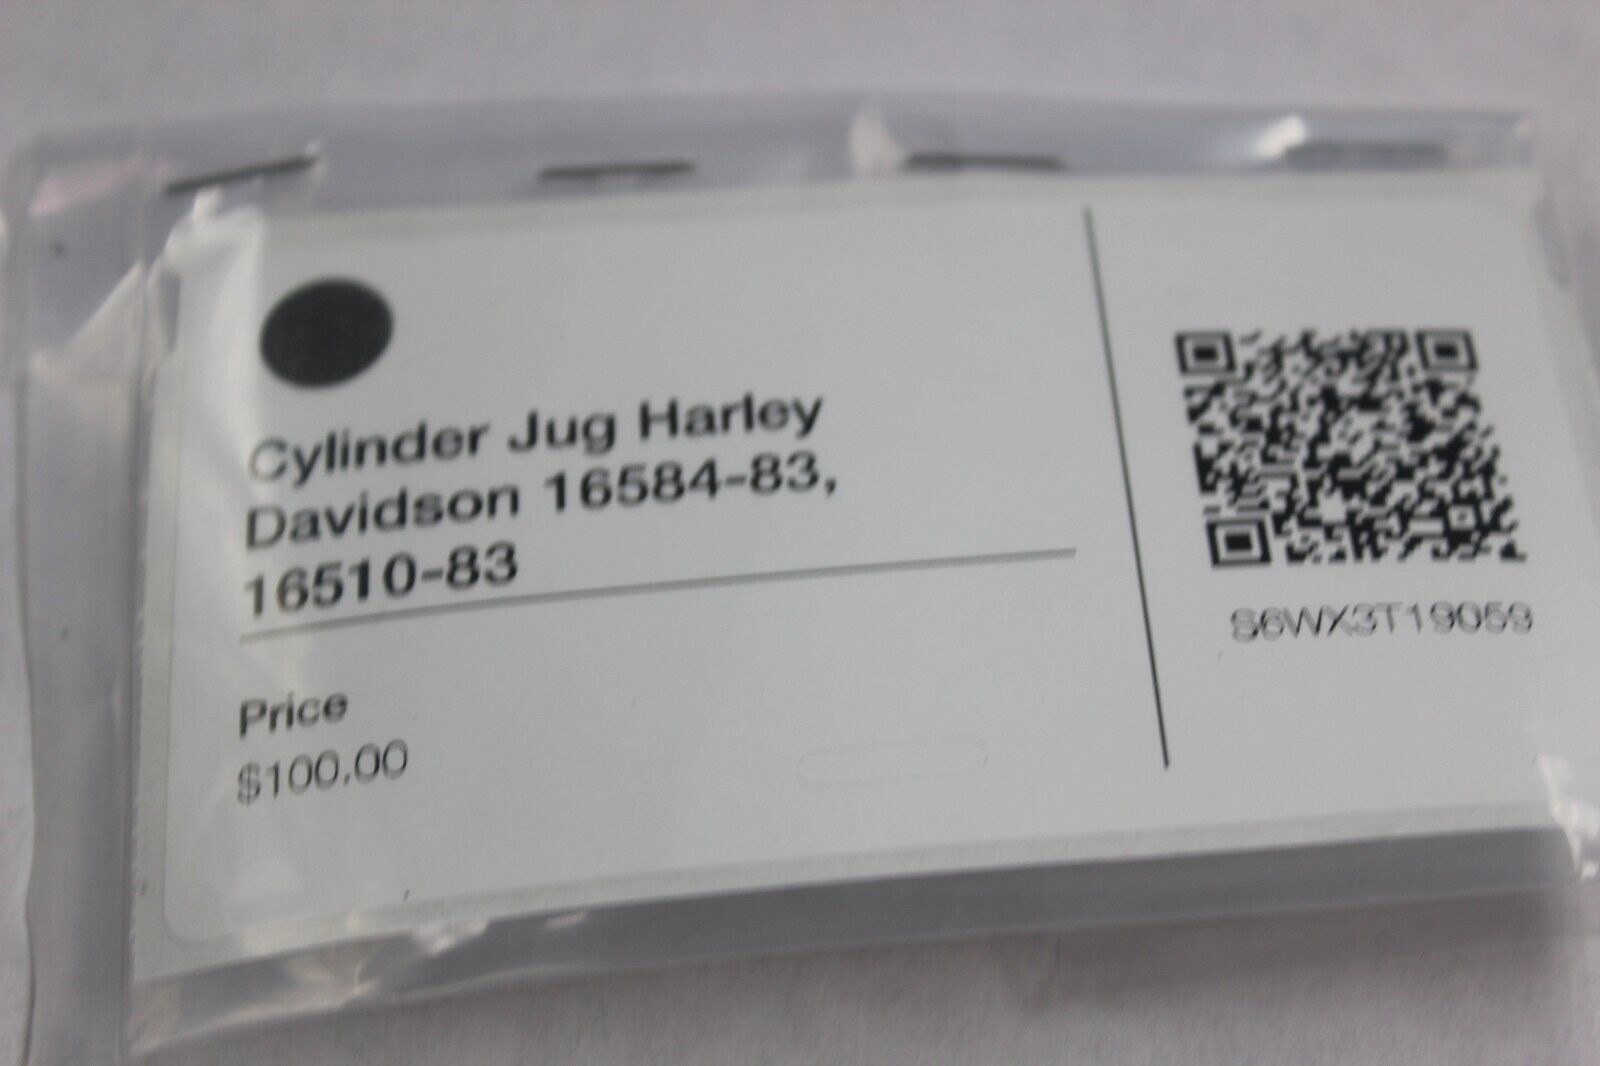 Cylinder Jug Harley
Davidson 16584-83,
16510-83
Price
$100.00
S6WX3T19059